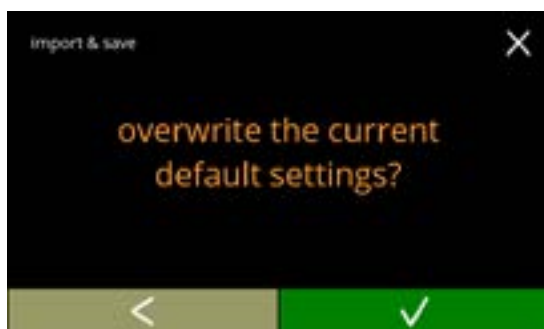 import & save
overwrite the current
default settings?